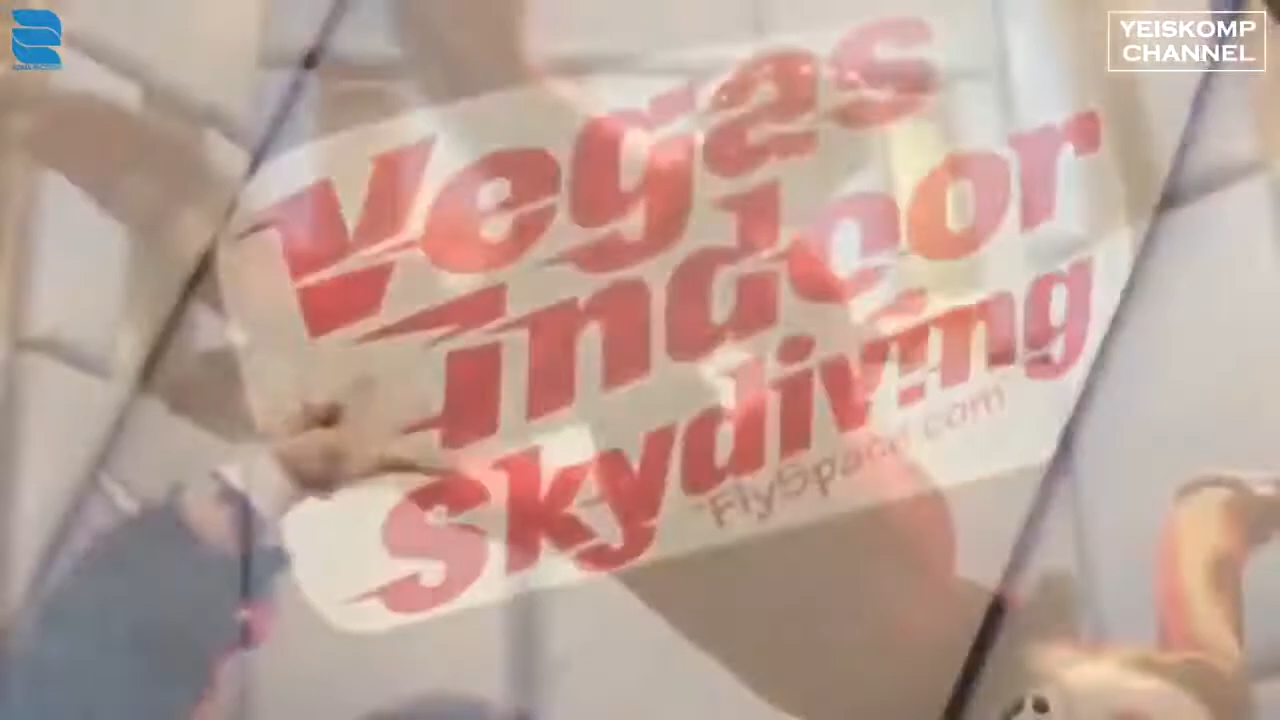 YEISKOMP
CHANNEL
Vegas
indoor
Skydiving
FlySpace.com